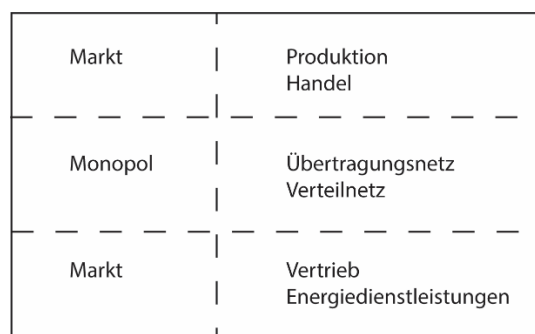 Markt
Produktion
Handel
Monopol
Übertragungsnetz
Verteilnetz
Markt
Vertrieb
Energiedienstleistungen